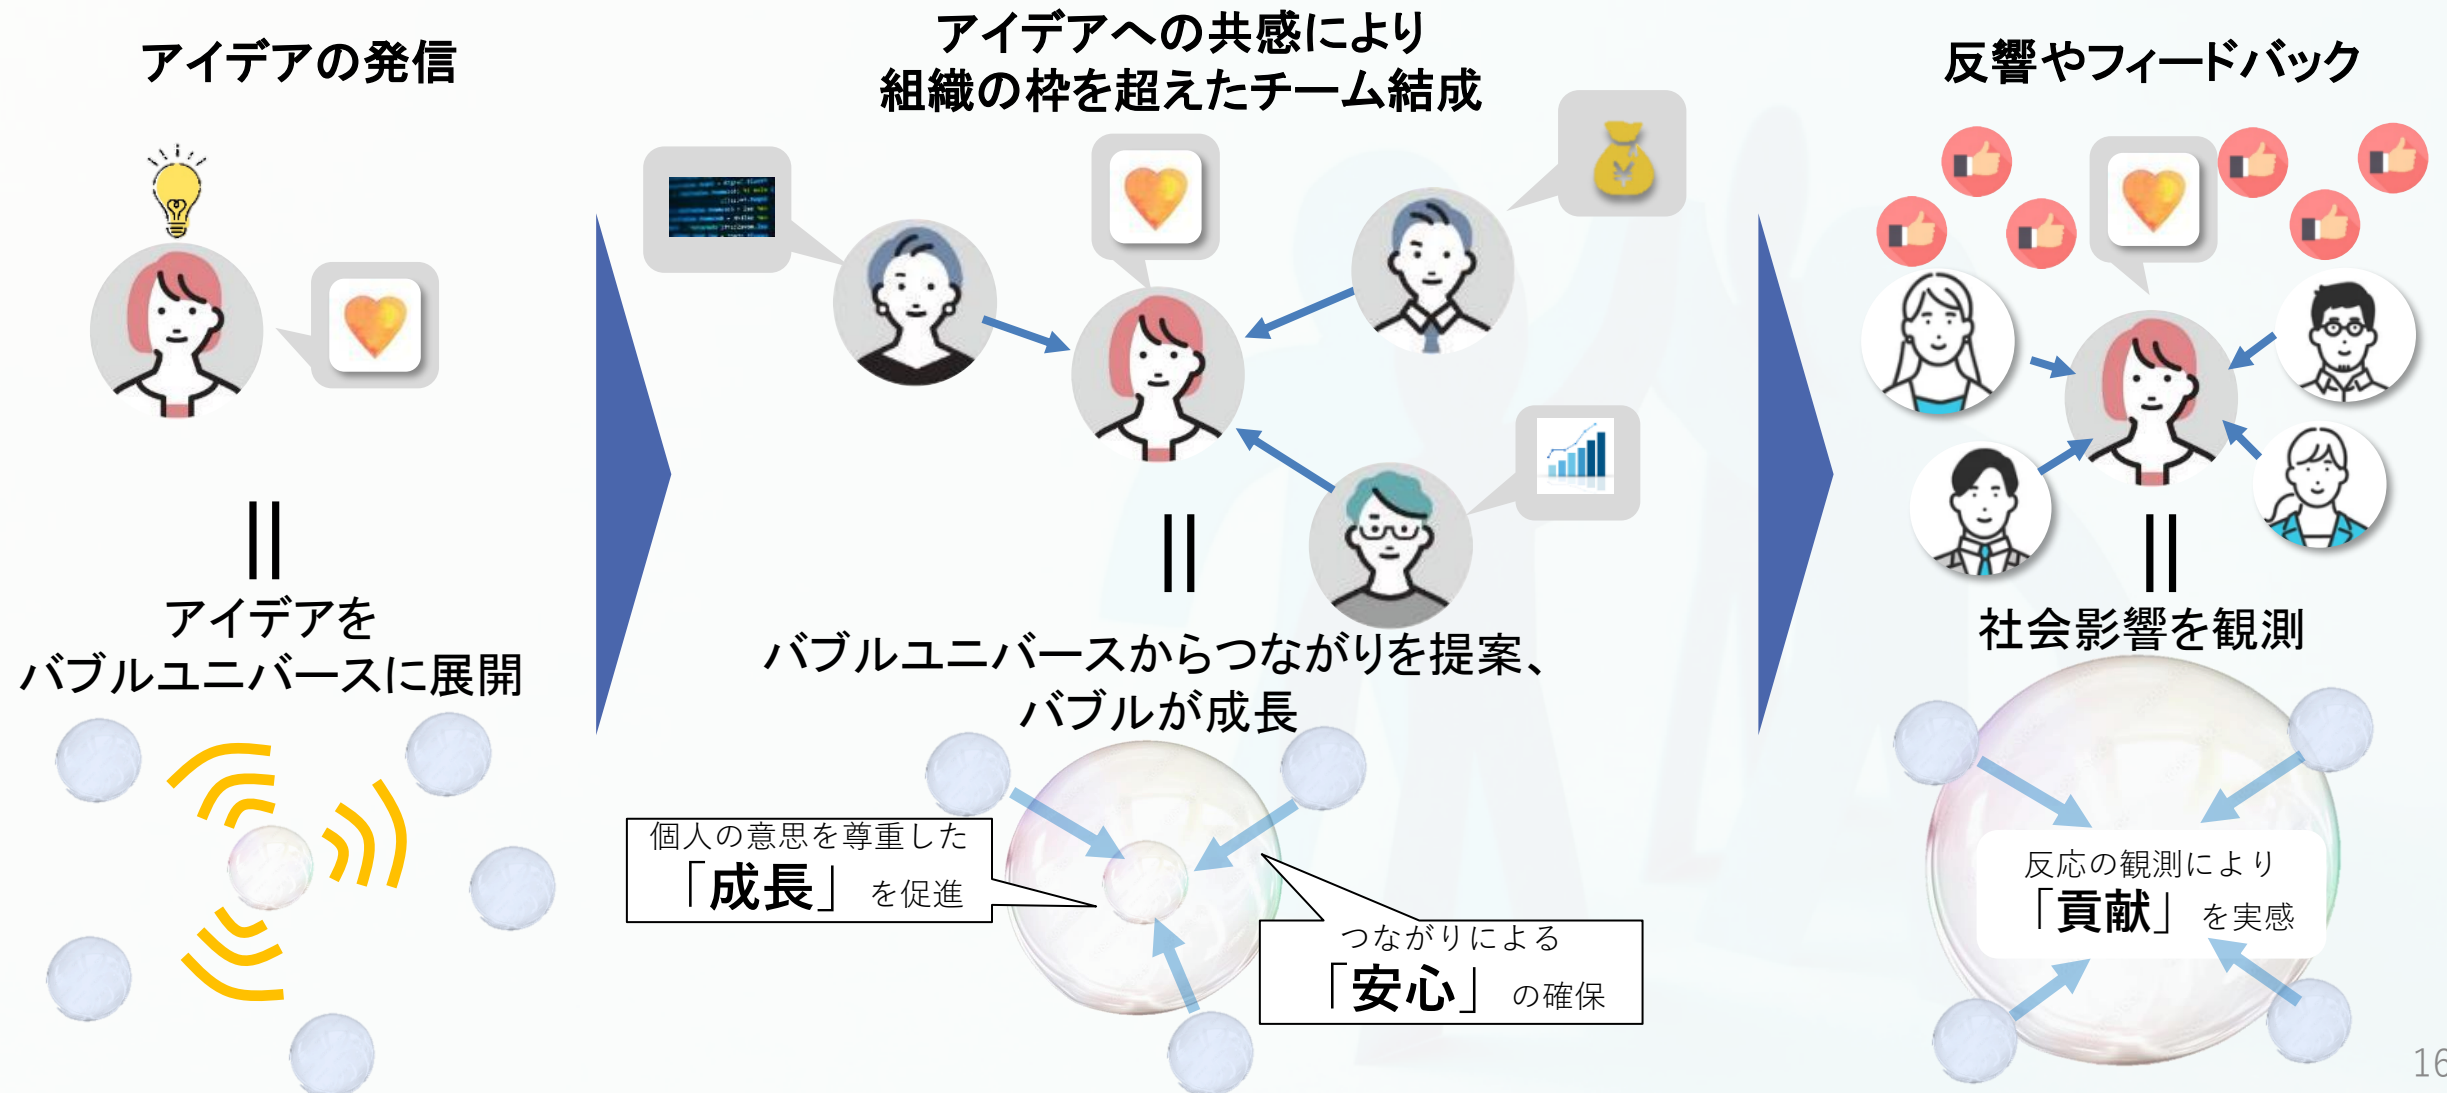 アイデアの発信
アイデアを
バブルユニバースに展開
アイデアへの共感により
組織の枠を超えたチーム結成
バブルユニバースからつながりを提案、
バブルが成長
個人の意思を尊重した
「成長」を促進
つながりによる
「安心」の確保
反響やフィードバック
社会影響を観測
反応の観測により
「貢献」を実感
16